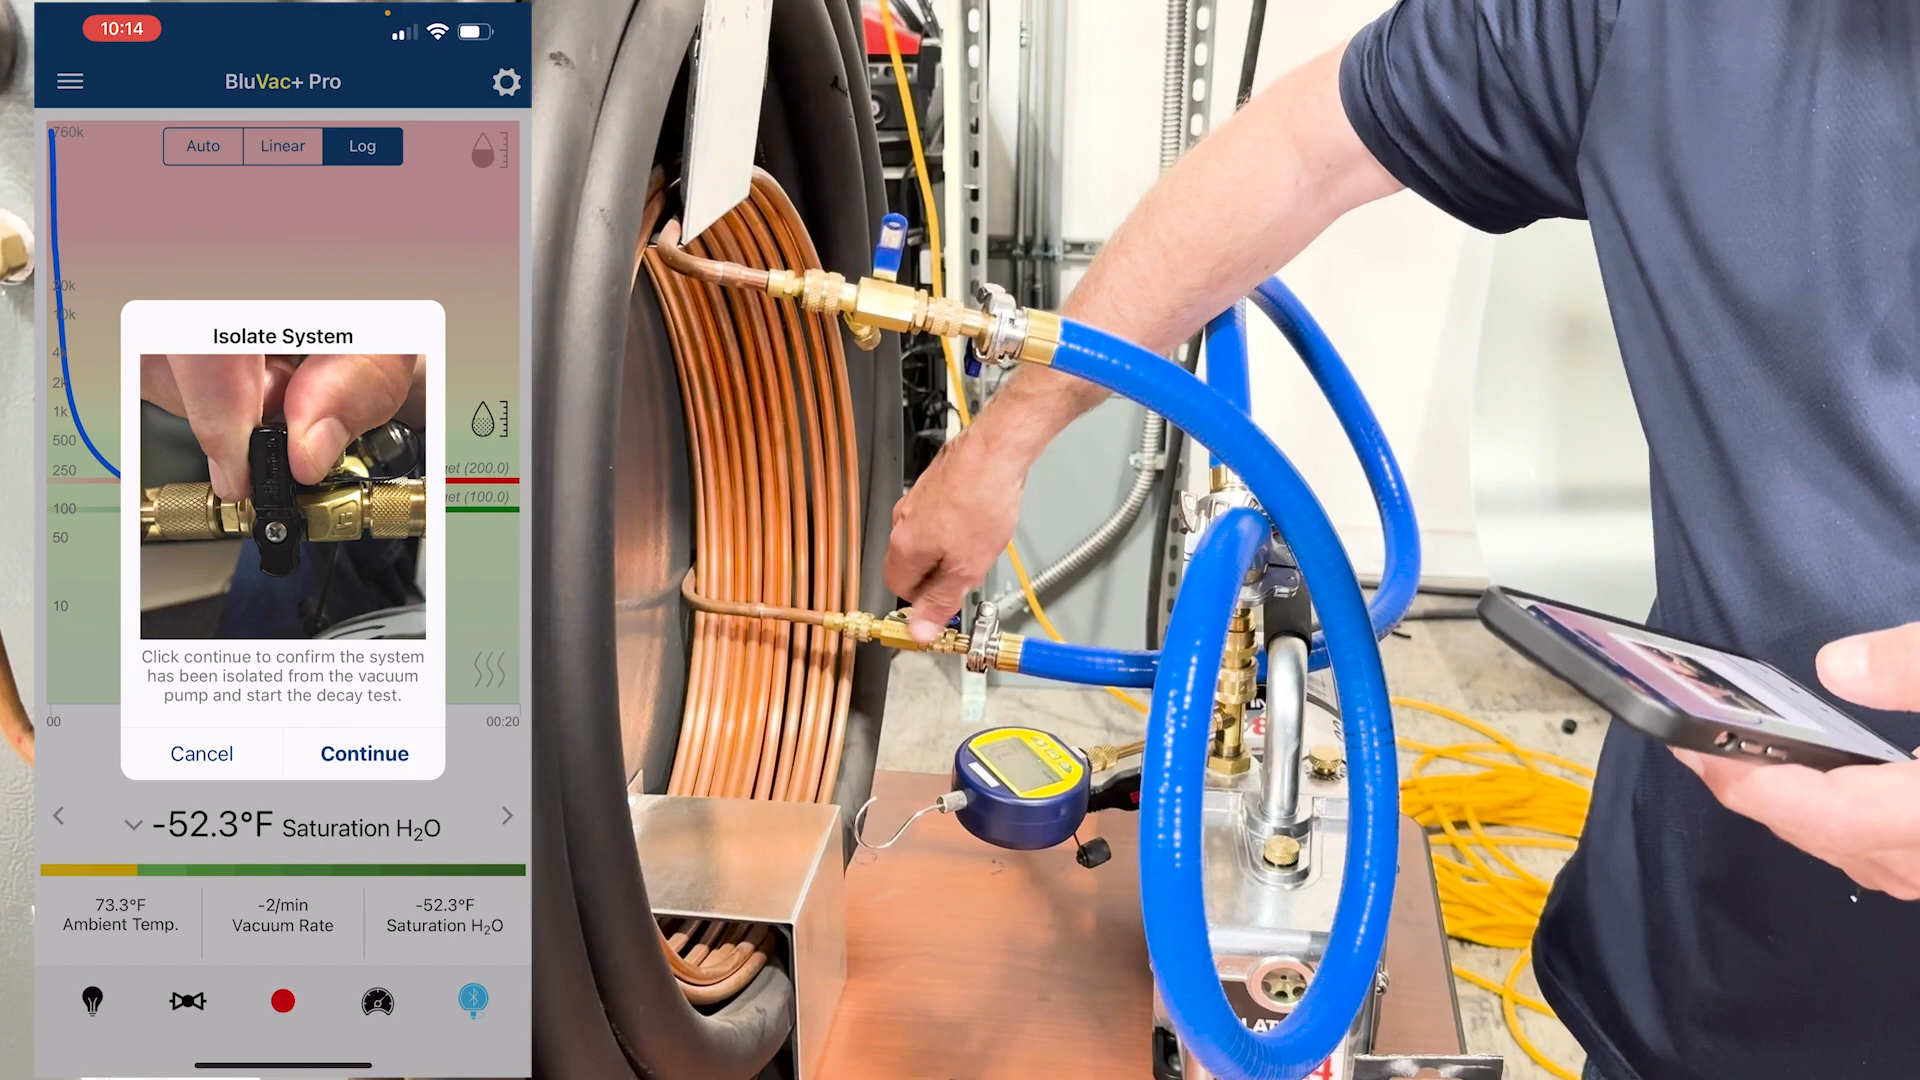 10:14
BluVac+ Pro
760k
Auto
Linear
Log
20k
10k
2k
1k
500
250
et (200.0)
100
et (100.0)
50
10
00
00:20
Isolate System
Click continue to confirm the system
has been isolated from the vacuum
pump and start the decay test.
Cancel
Continue
-52.3°F Saturation H₂O
73.3°F
Ambient Temp.
-2/min
Vacuum Rate
-52.3°F
Saturation H₂O